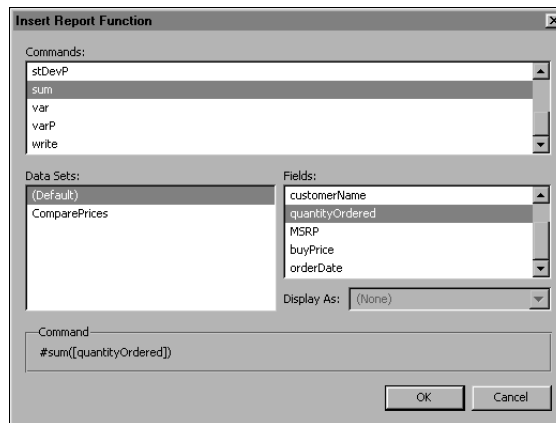 Insert Report Function
Commands:
stDevP
sum
var
varP
write
Data Sets:
(Default)
ComparePrices
Fields:
customerName
quantityOrdered
MSRP
buyPrice
orderDate
Display As: (None)
Command
#sum([quantityOrdered])
OK Cancel